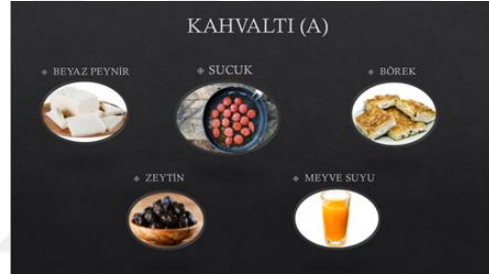 KAHVALTI (A)
BEYAZ PEYNİR
SUCUK
BÖREK
ZEYTİN
MEYVE SUYU